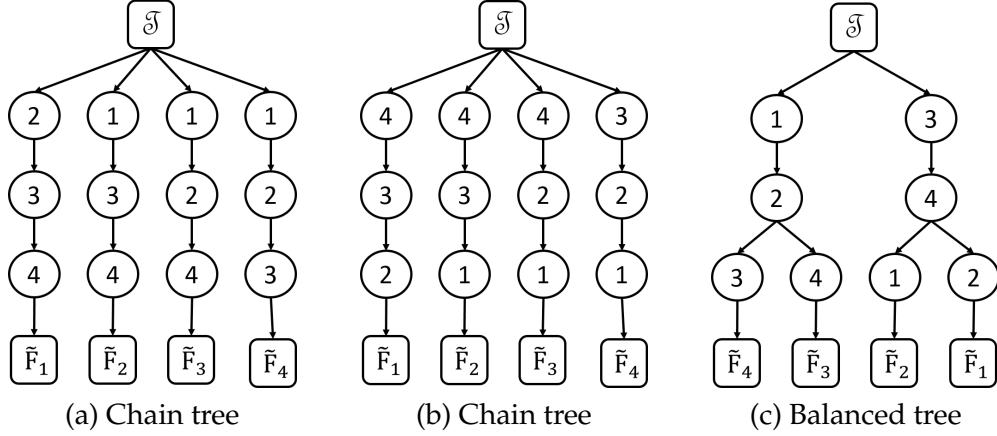 𝒯 𝒯 𝒯
2 1 1 1 4 4 4 3 1 3
3 3 2 2 3 3 2 2 2 4
4 4 4 3 2 1 1 1 3 4 1 2
F̃₁ F̃₂ F̃₃ F̃₄ F̃₁ F̃₂ F̃₃ F̃₄ F̃₄ F̃₃ F̃₂ F̃₁
(a) Chain tree (b) Chain tree (c) Balanced tree